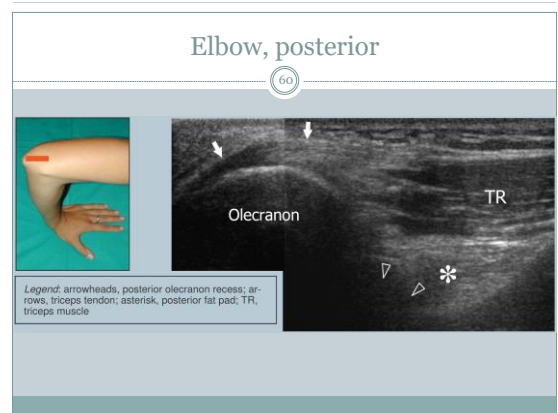 Elbow, posterior
60
Olecranon
TR
*
Legend: arrowheads, posterior olecranon recess; ar-
rows, triceps tendon; asterisk, posterior fat pad; TR,
triceps muscle